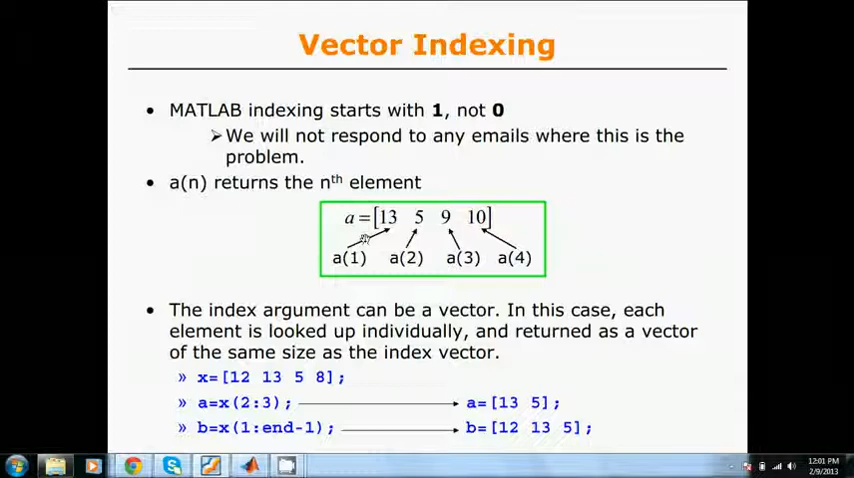 Vector Indexing
• MATLAB indexing starts with 1, not 0
➢We will not respond to any emails where this is the
problem.
• a(n) returns the nth element
a = [13 5 9 10]
a(1) a(2) a(3) a(4)
• The index argument can be a vector. In this case, each
element is looked up individually, and returned as a vector
of the same size as the index vector.
» x=[12 13 5 8];
» a=x(2:3); a=[13 5];
» b=x(1:end-1); b=[12 13 5];
12:01 PM
2/9/2013